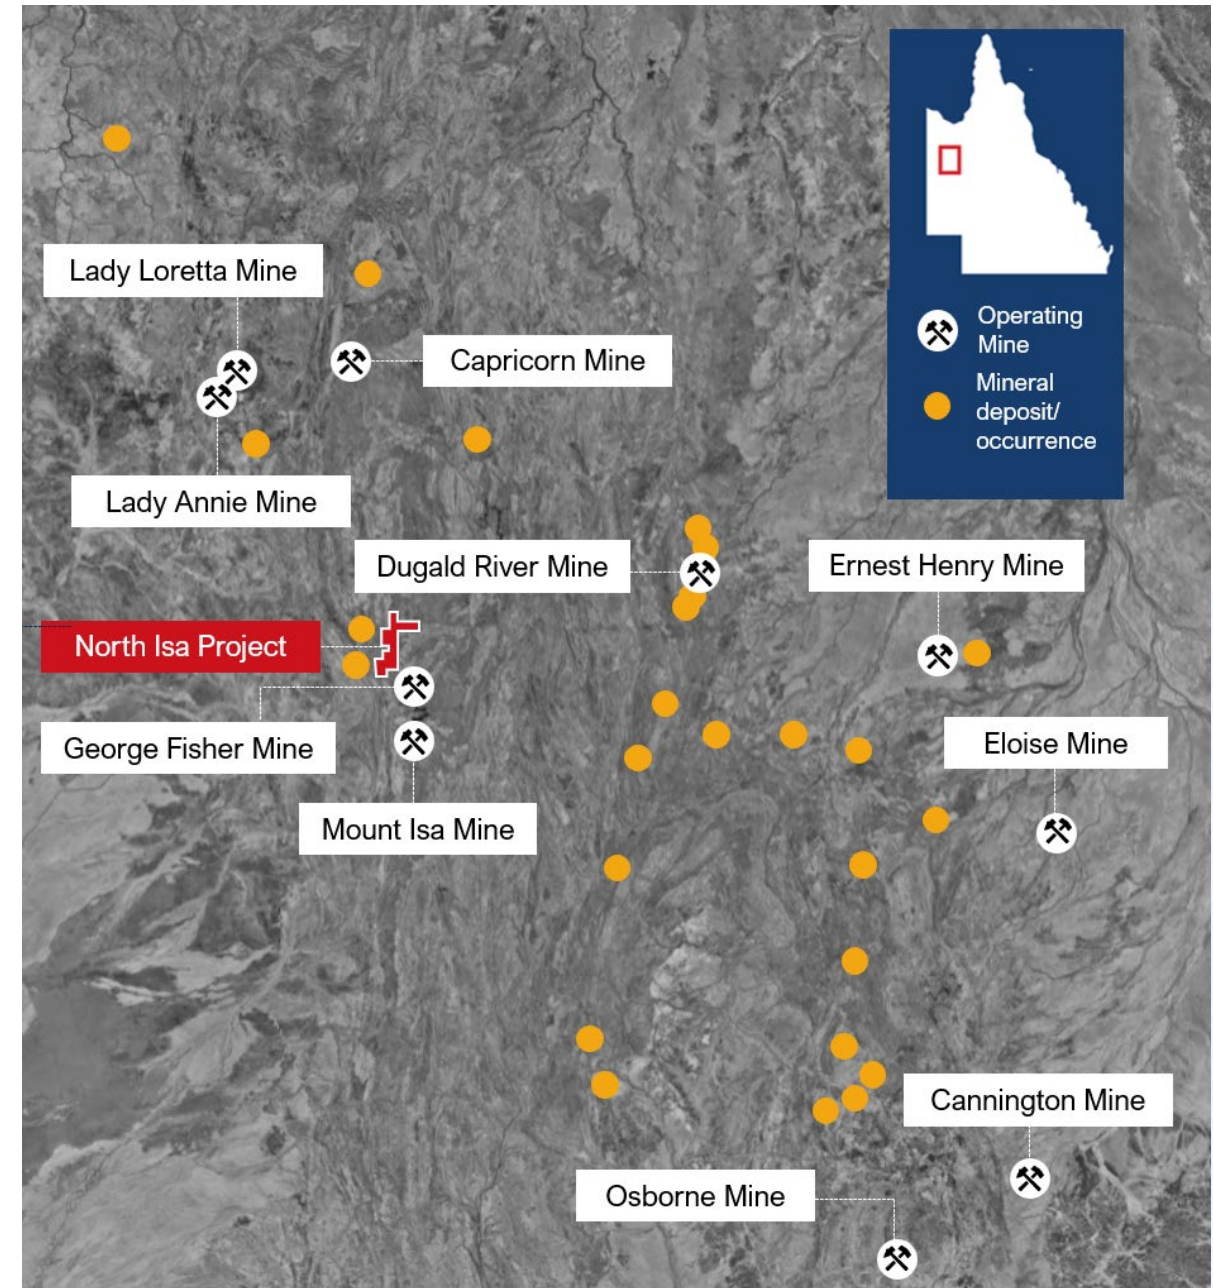 Lady Loretta Mine
Capricorn Mine
Operating
Mine
Mineral
deposit/
occurrence
Lady Annie Mine
Dugald River Mine
Ernest Henry Mine
North Isa Project
George Fisher Mine
Eloise Mine
Mount Isa Mine
Cannington Mine
Osborne Mine